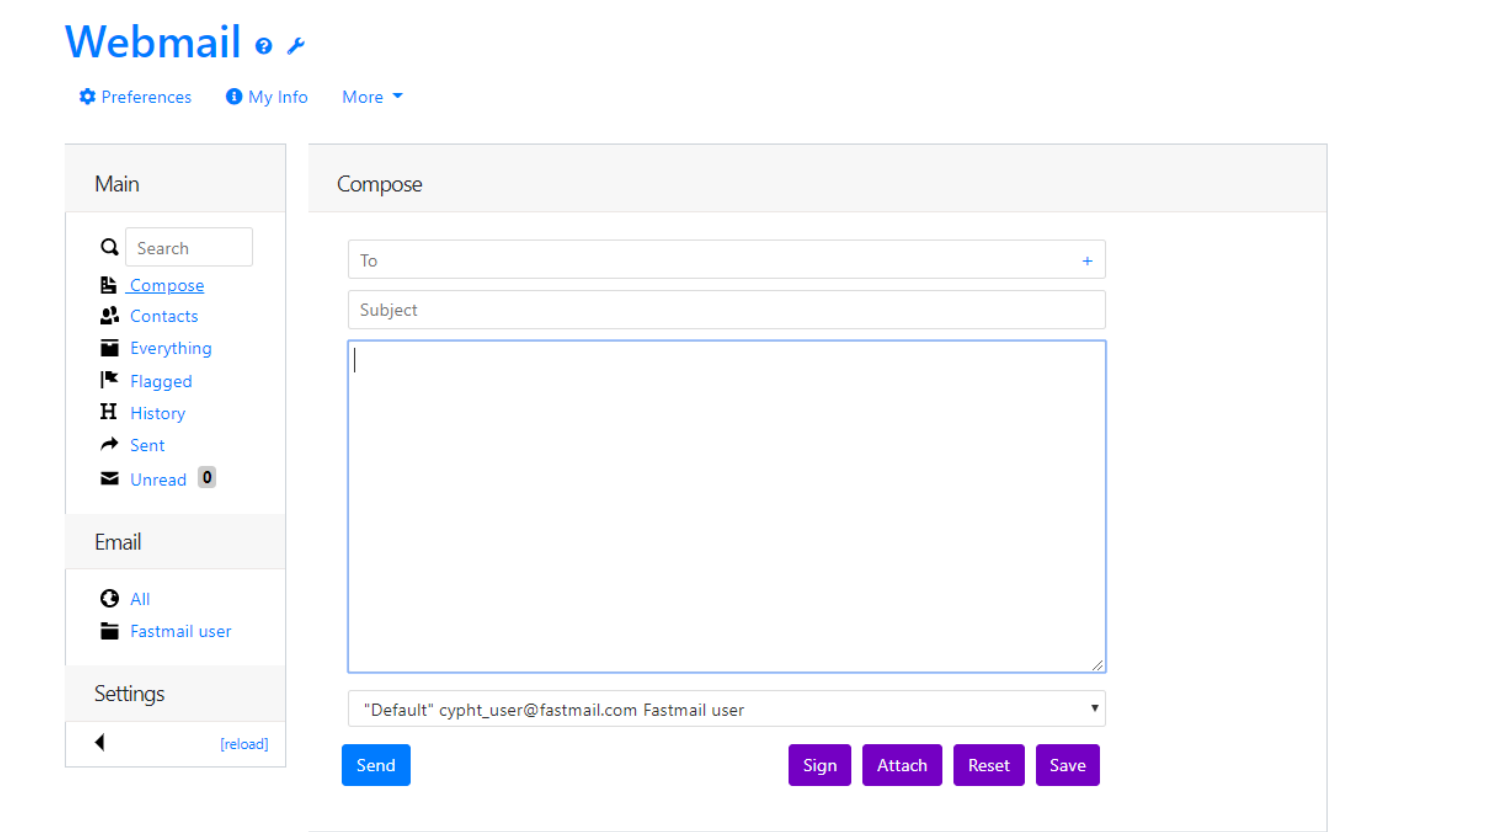 Webmail
Preferences My Info More
Main
Search
Compose
Contacts
Everything
Flagged
History
Sent
Unread 0
Email
All
Fastmail user
Settings
[reload]
Compose
To +
Subject
"Default" cypht_user@fastmail.com Fastmail user
Send Sign Attach Reset Save